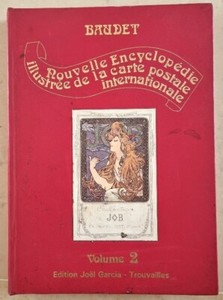 BAUDET
Nouvelle Encyclopédie
illustrée de la carte postale
internationale
JOB
Volume 2
Edition Joël Garcia - Trouvailles